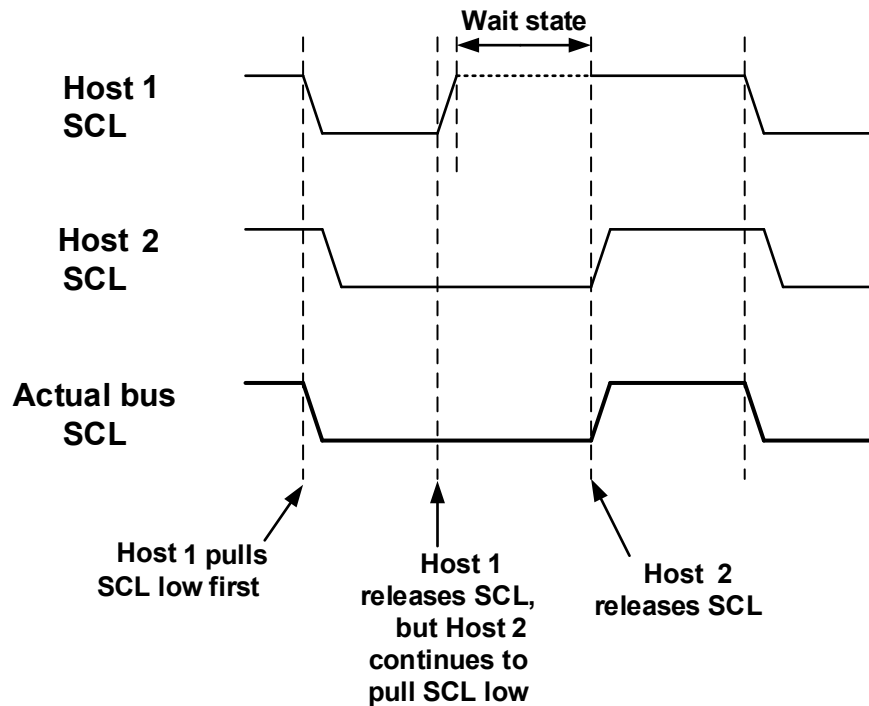 Wait state
Host 1
SCL
Host 2
SCL
Actual bus
SCL
Host 1 pulls
SCL low first
Host 1
releases SCL,
but Host 2
continues to
pull SCL low
Host 2
releases SCL